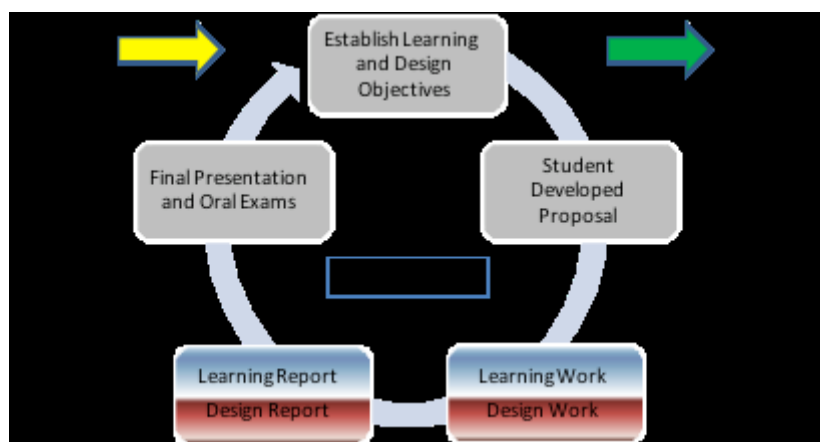 Establish Learning
and Design
Objectives
Student
Developed
Proposal
Learning Work
Design Work
Learning Report
Design Report
Final Presentation
and Oral Exams